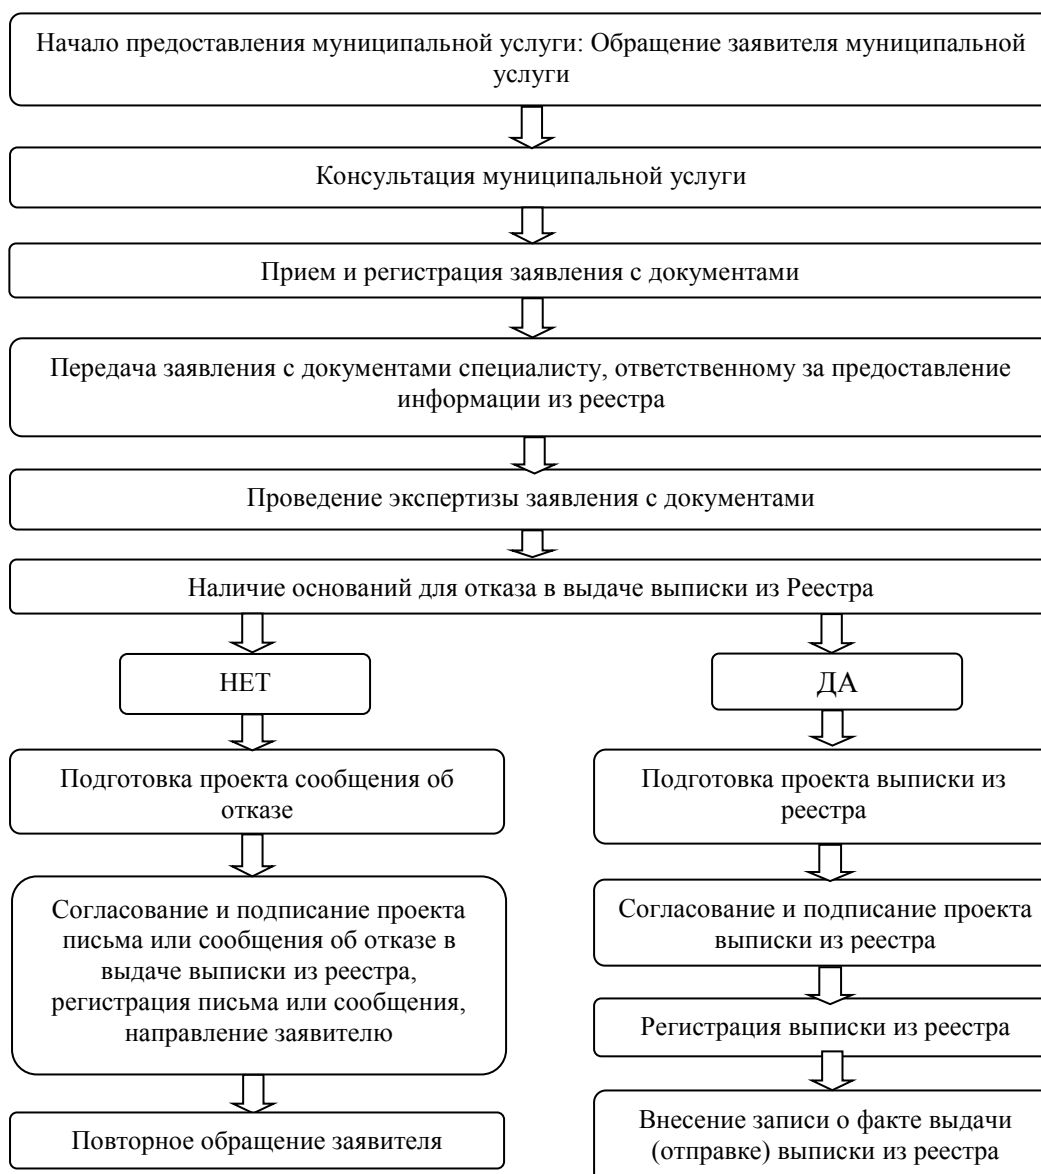 Начало предоставления муниципальной услуги: Обращение заявителя муниципальной
услуги
Консультация муниципальной услуги
Прием и регистрация заявления с документами
Передача заявления с документами специалисту, ответственному за предоставление
информации из реестра
Проведение экспертизы заявления с документами
Наличие оснований для отказа в выдаче выписки из Реестра
НЕТ
ДА
Подготовка проекта сообщения об
отказе
Подготовка проекта выписки из
реестра
Согласование и подписание проекта
письма или сообщения об отказе в
выдаче выписки из реестра,
регистрация письма или сообщения,
направление заявителю
Согласование и подписание проекта
выписки из реестра
Регистрация выписки из реестра
Повторное обращение заявителя
Внесение записи о факте выдачи
(отправке) выписки из реестра